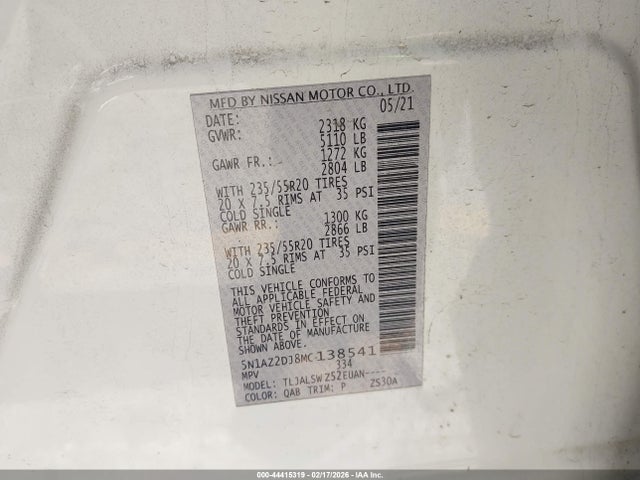 MFD BY NISSAN MOTOR CO., LTD.
DATE: 05/21
GVWR: 2318 KG
5110 LB
GAWR FR.: 1272 KG
2804 LB
WITH 235/55R20 TIRES
20 X 7.5 RIMS AT 35 PSI
COLD SINGLE
GAWR RR.: 1300 KG
2866 LB
WITH 235/55R20 TIRES
20 X 7.5 RIMS AT 35 PSI
COLD SINGLE
THIS VEHICLE CONFORMS TO
ALL APPLICABLE FEDERAL
MOTOR VEHICLE SAFETY AND
THEFT PREVENTION
STANDARDS IN EFFECT ON
THE DATE OF MANUFACTURE
SHOWN ABOVE.
5N1AZ2DJ8MC138541
MPV 334
MODEL: TLJALSWZ52EUAN----
COLOR: QAB TRIM: P ZS30A
000-44415319 - 02/17/2026 - IAA Inc.